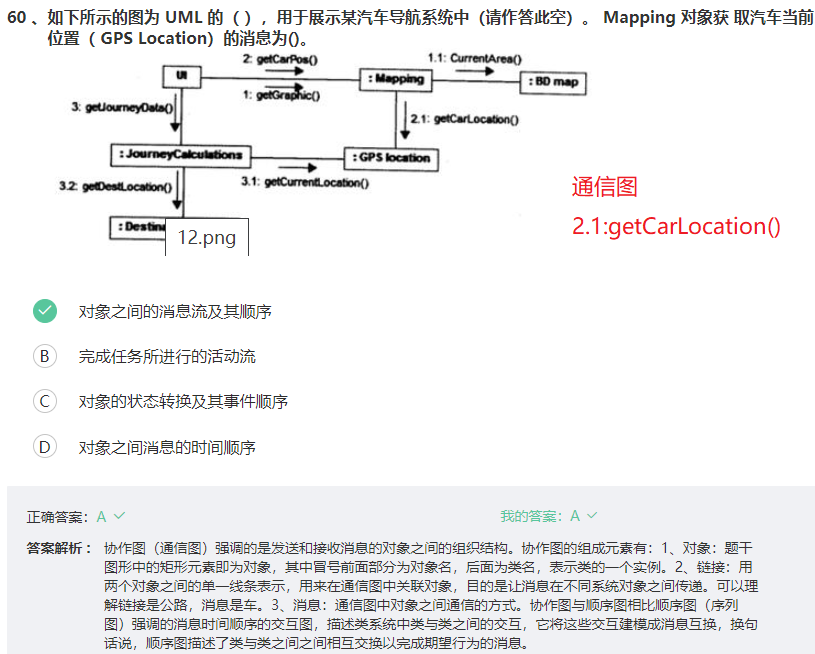 60 、如下所示的图为 UML 的（ ），用于展示某汽车导航系统中（请作答此空）。 Mapping 对象获 取汽车当前
位置（ GPS Location）的消息为()。
2: getCarPos()
1.1: CurrentArea()
UI
: Mapping
: BD map
1: getGraphic()
3: getJourneyData()
2.1: getCarLocation()
: JourneyCalculations
: GPS location
3.2: getDestLocation()
3.1: getCurrentLocation()
通信图
: Destina
12.png
2.1:getCarLocation()
对象之间的消息流及其顺序
B 完成任务所进行的活动流
C 对象的状态转换及其事件顺序
D 对象之间消息的时间顺序
正确答案：A
我的答案：A
答案解析： 协作图（通信图）强调的是发送和接收消息的对象之间的组织结构。协作图的组成元素有：1、对象：题干
图形中的矩形元素即为对象，其中冒号前面部分为对象名，后面为类名，表示类的一个实例。2、链接：用
两个对象之间的单一线条表示，用来在通信图中关联对象，目的是让消息在不同系统对象之间传递。可以理
解链接是公路，消息是车。3、消息：通信图中对象之间通信的方式。协作图与顺序图相比顺序图（序列
图）强调的消息时间顺序的交互图，描述类系统中类与类之间的交互，它将这些交互建模成消息互换，换句
话说，顺序图描述了类与类之间之间相互交换以完成期望行为的消息。